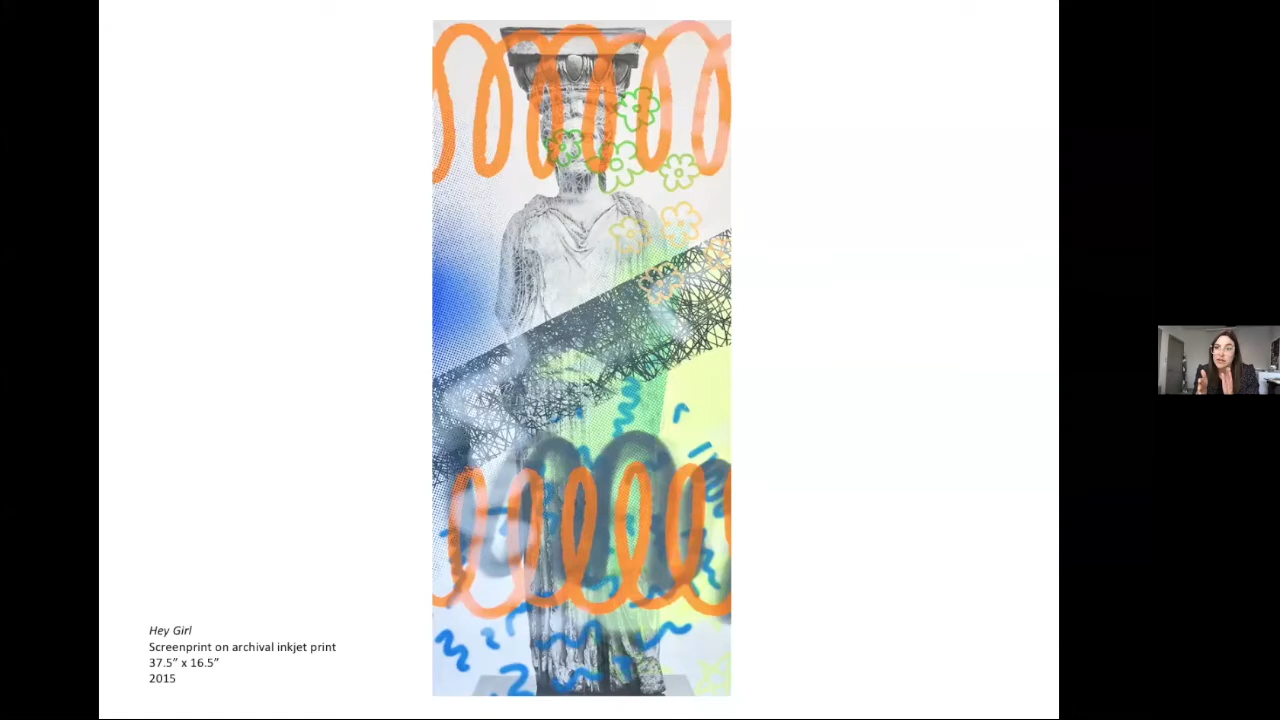 Hey Girl
Screenprint on archival inkjet print
37.5” x 16.5”
2015